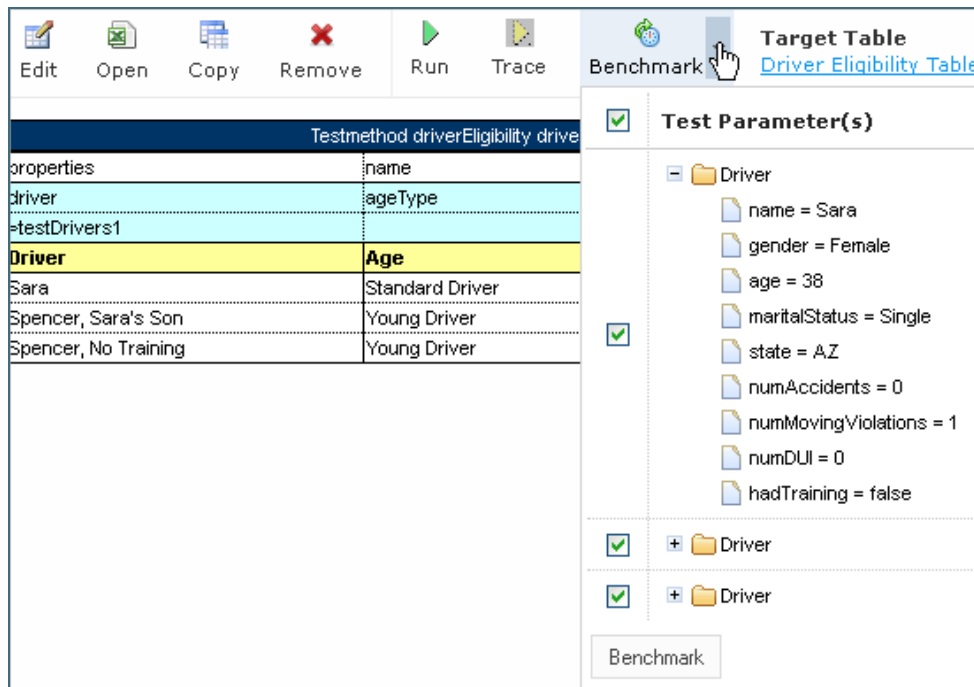 Edit Open Copy Remove Run Trace Benchmark
Target Table
Driver Eligibility Table
Testmethod driverEligibility drive
properties name
driver ageType
=testDrivers1
Driver Age
Sara Standard Driver
Spencer, Sara's Son Young Driver
Spencer, No Training Young Driver
Test Parameter(s)
Driver
name = Sara
gender = Female
age = 38
maritalStatus = Single
state = AZ
numAccidents = 0
numMovingViolations = 1
numDUI = 0
hadTraining = false
Driver
Driver
Benchmark